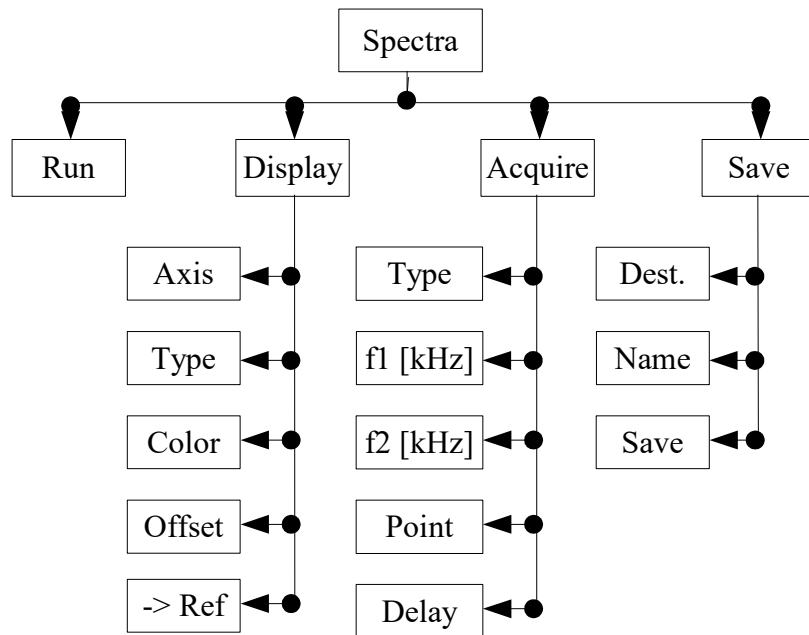 Spectra
Run
Display
Acquire
Save
Axis
Type
Dest.
Type
f1 [kHz]
Name
Color
f2 [kHz]
Save
Offset
Point
-> Ref
Delay